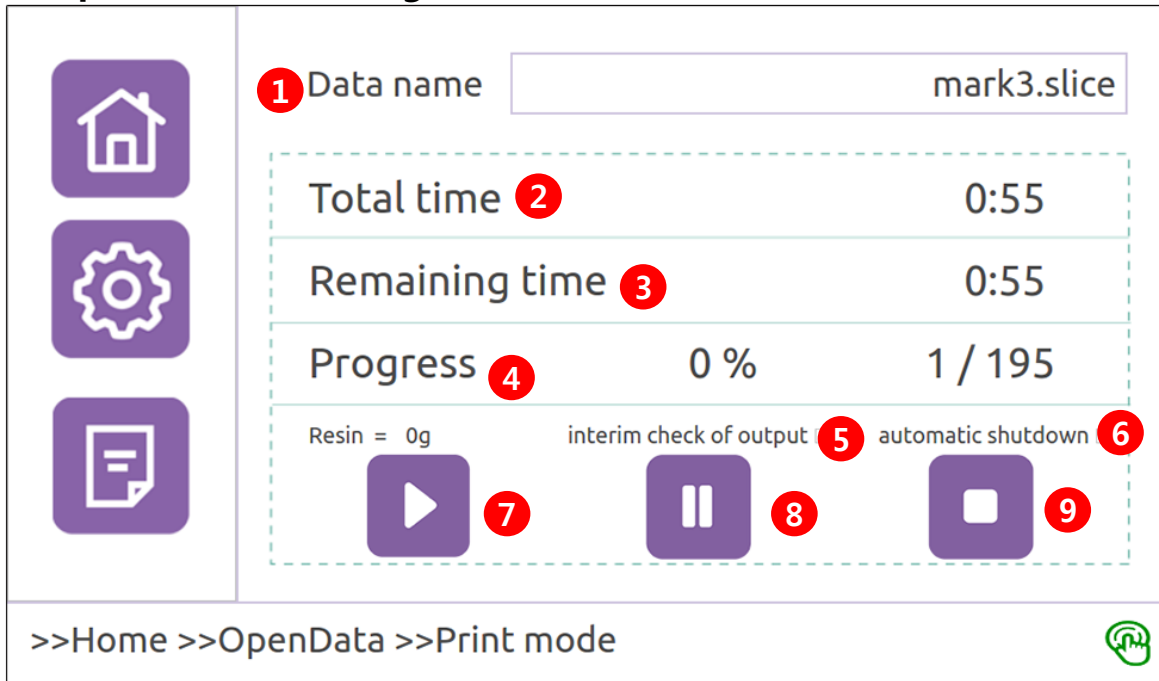 1 Data name mark3.slice
Total time 2 0:55
Remaining time 3 0:55
Progress 4 0 % 1 / 195
Resin = 0g interim check of output 5 automatic shutdown 6
7 8 9
>>Home >>OpenData >>Print mode